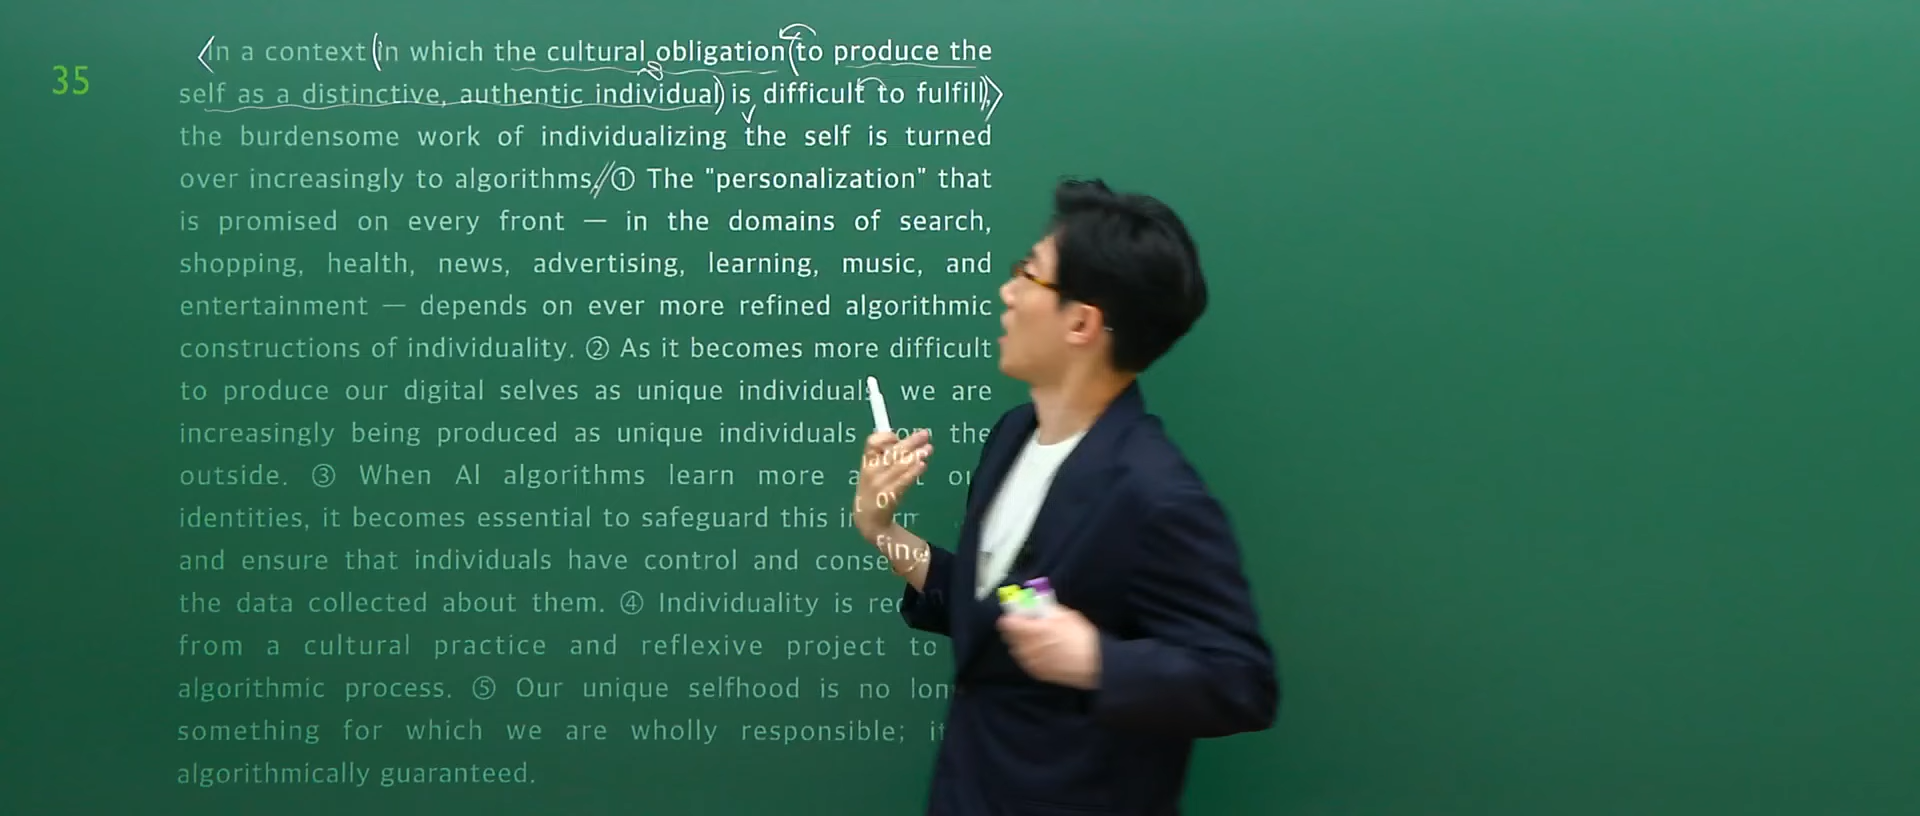 35
In a context in which the cultural obligation to produce the
self as a distinctive, authentic individual is difficult to fulfill,
the burdensome work of individualizing the self is turned
over increasingly to algorithms. ① The "personalization" that
is promised on every front — in the domains of search,
shopping, health, news, advertising, learning, music, and
entertainment — depends on ever more refined algorithmic
constructions of individuality. ② As it becomes more difficult
to produce our digital selves as unique individuals we are
increasingly being produced as unique individuals from the
outside. ③ When AI algorithms learn more
identities, it becomes essential to safeguard this
and ensure that individuals have control and
the data collected about them. ④ Individuality is
from a cultural practice and reflexive project to
algorithmic process. ⑤ Our unique selfhood is no
something for which we are wholly responsible; it
algorithmically guaranteed.